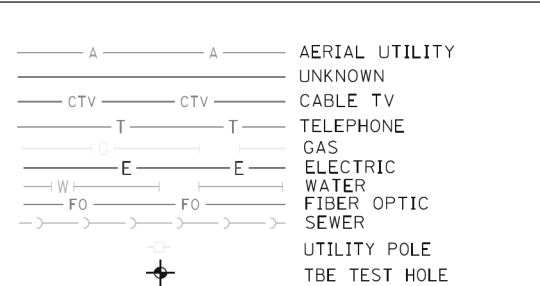 A A AERIAL UTILITY
UNKNOWN
CTV CTV CABLE TV
T T TELEPHONE
G GAS
E E ELECTRIC
W WATER
FO FO FIBER OPTIC
SEWER
UTILITY POLE
TBE TEST HOLE